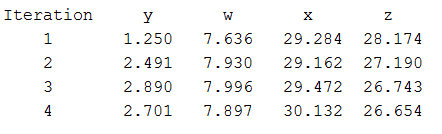 Iteration y w x z
1 1.250 7.636 29.284 28.174
2 2.491 7.930 29.162 27.190
3 2.890 7.996 29.472 26.743
4 2.701 7.897 30.132 26.654